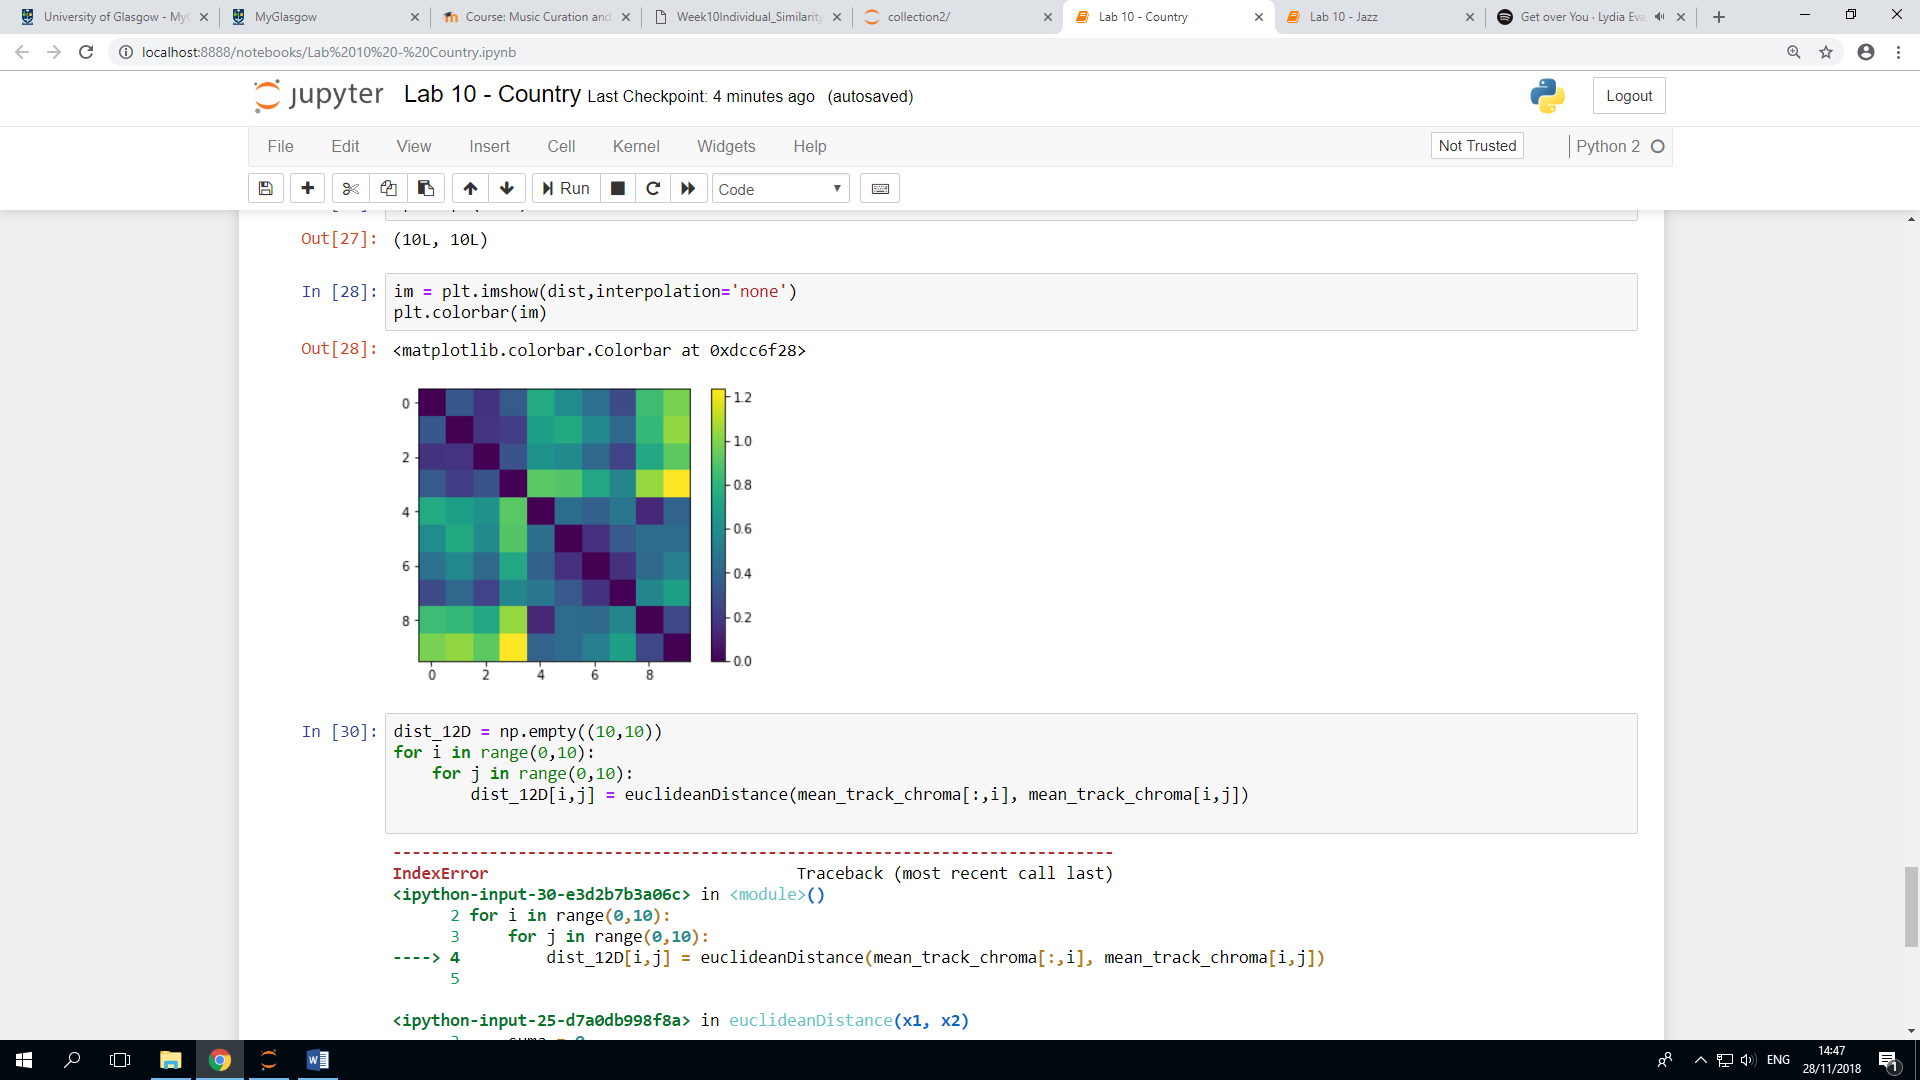 University of Glasgow - MyG
MyGlasgow
Course: Music Curation and
Week10Individual_Similarity
collection2/
Lab 10 - Country
Lab 10 - Jazz
Get over You · Lydia Eva
localhost:8888/notebooks/Lab%2010%20-%20Country.ipynb
jupyter Lab 10 - Country Last Checkpoint: 4 minutes ago (autosaved)
Logout
File Edit View Insert Cell Kernel Widgets Help
Not Trusted
Python 2
Run
Code
Out[27]: (10L, 10L)
In [28]: im = plt.imshow(dist,interpolation='none')
plt.colorbar(im)
Out[28]: <matplotlib.colorbar.Colorbar at 0xdcc6f28>
0
2
4
6
8
0 2 4 6 8
1.2
1.0
0.8
0.6
0.4
0.2
0.0
In [30]: dist_12D = np.empty((10,10))
for i in range(0,10):
    for j in range(0,10):
        dist_12D[i,j] = euclideanDistance(mean_track_chroma[:,i], mean_track_chroma[i,j])
---------------------------------------------------------------------------
IndexError                                Traceback (most recent call last)
<ipython-input-30-e3d2b7b3a06c> in <module>()
      2 for i in range(0,10):
      3     for j in range(0,10):
----> 4         dist_12D[i,j] = euclideanDistance(mean_track_chroma[:,i], mean_track_chroma[i,j])
      5
<ipython-input-25-d7a0db998f8a> in euclideanDistance(x1, x2)
ENG
14:47
28/11/2018
1